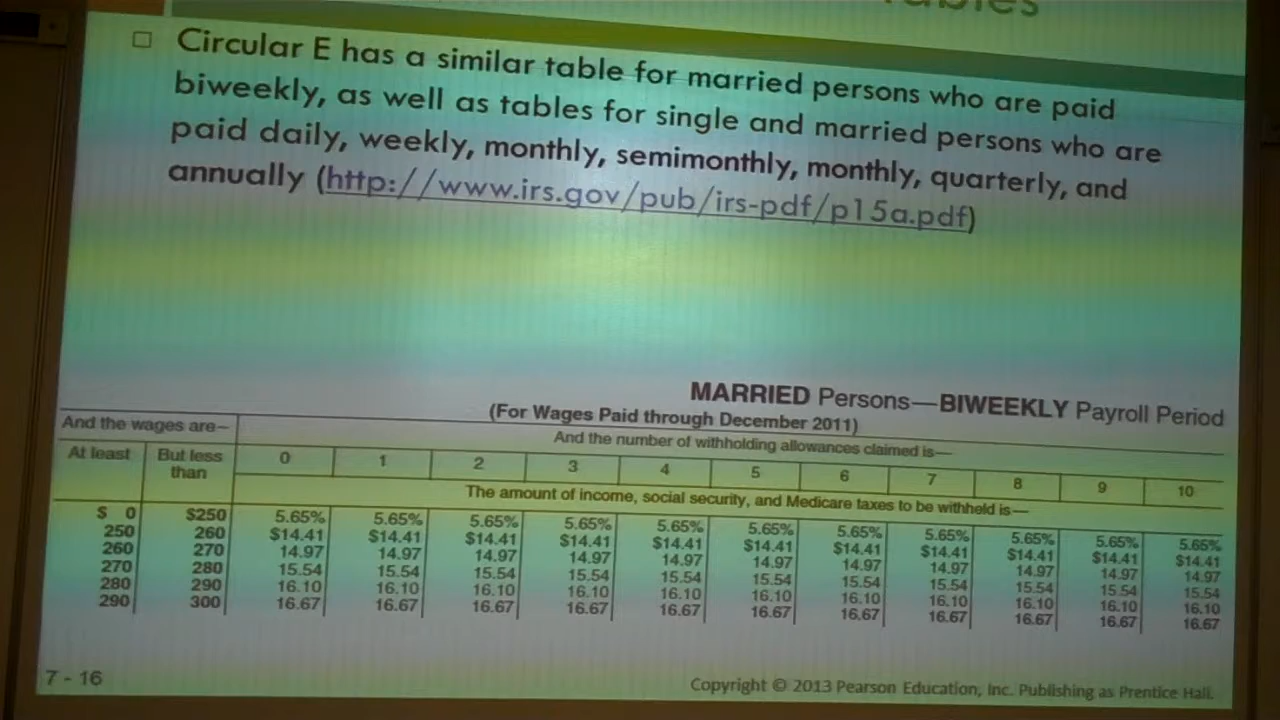 □ Circular E has a similar table for married persons who are paid
biweekly, as well as tables for single and married persons who are
paid daily, weekly, monthly, semimonthly, monthly, quarterly, and
annually (http://www.irs.gov/pub/irs-pdf/p15a.pdf)
MARRIED Persons—BIWEEKLY Payroll Period
(For Wages Paid through December 2011)
And the wages are– And the number of withholding allowances claimed is—
At least But less than 0 1 2 3 4 5 6 7 8 9 10
The amount of income, social security, and Medicare taxes to be withheld is—
$ 0 $250 5.65% 5.65% 5.65% 5.65% 5.65% 5.65% 5.65% 5.65% 5.65% 5.65% 5.65%
250 260 $14.41 $14.41 $14.41 $14.41 $14.41 $14.41 $14.41 $14.41 $14.41 $14.41 $14.41
260 270 14.97 14.97 14.97 14.97 14.97 14.97 14.97 14.97 14.97 14.97 14.97
270 280 15.54 15.54 15.54 15.54 15.54 15.54 15.54 15.54 15.54 15.54 15.54
280 290 16.10 16.10 16.10 16.10 16.10 16.10 16.10 16.10 16.10 16.10 16.10
290 300 16.67 16.67 16.67 16.67 16.67 16.67 16.67 16.67 16.67 16.67 16.67
7 - 16
Copyright © 2013 Pearson Education, Inc. Publishing as Prentice Hall.